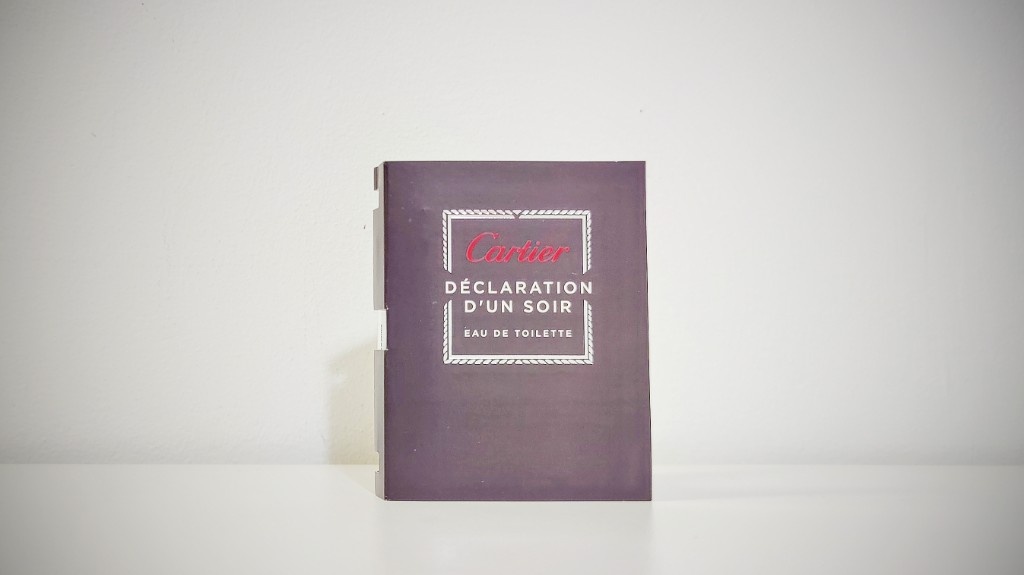 Cartier
DÉCLARATION
D'UN SOIR
EAU DE TOILETTE